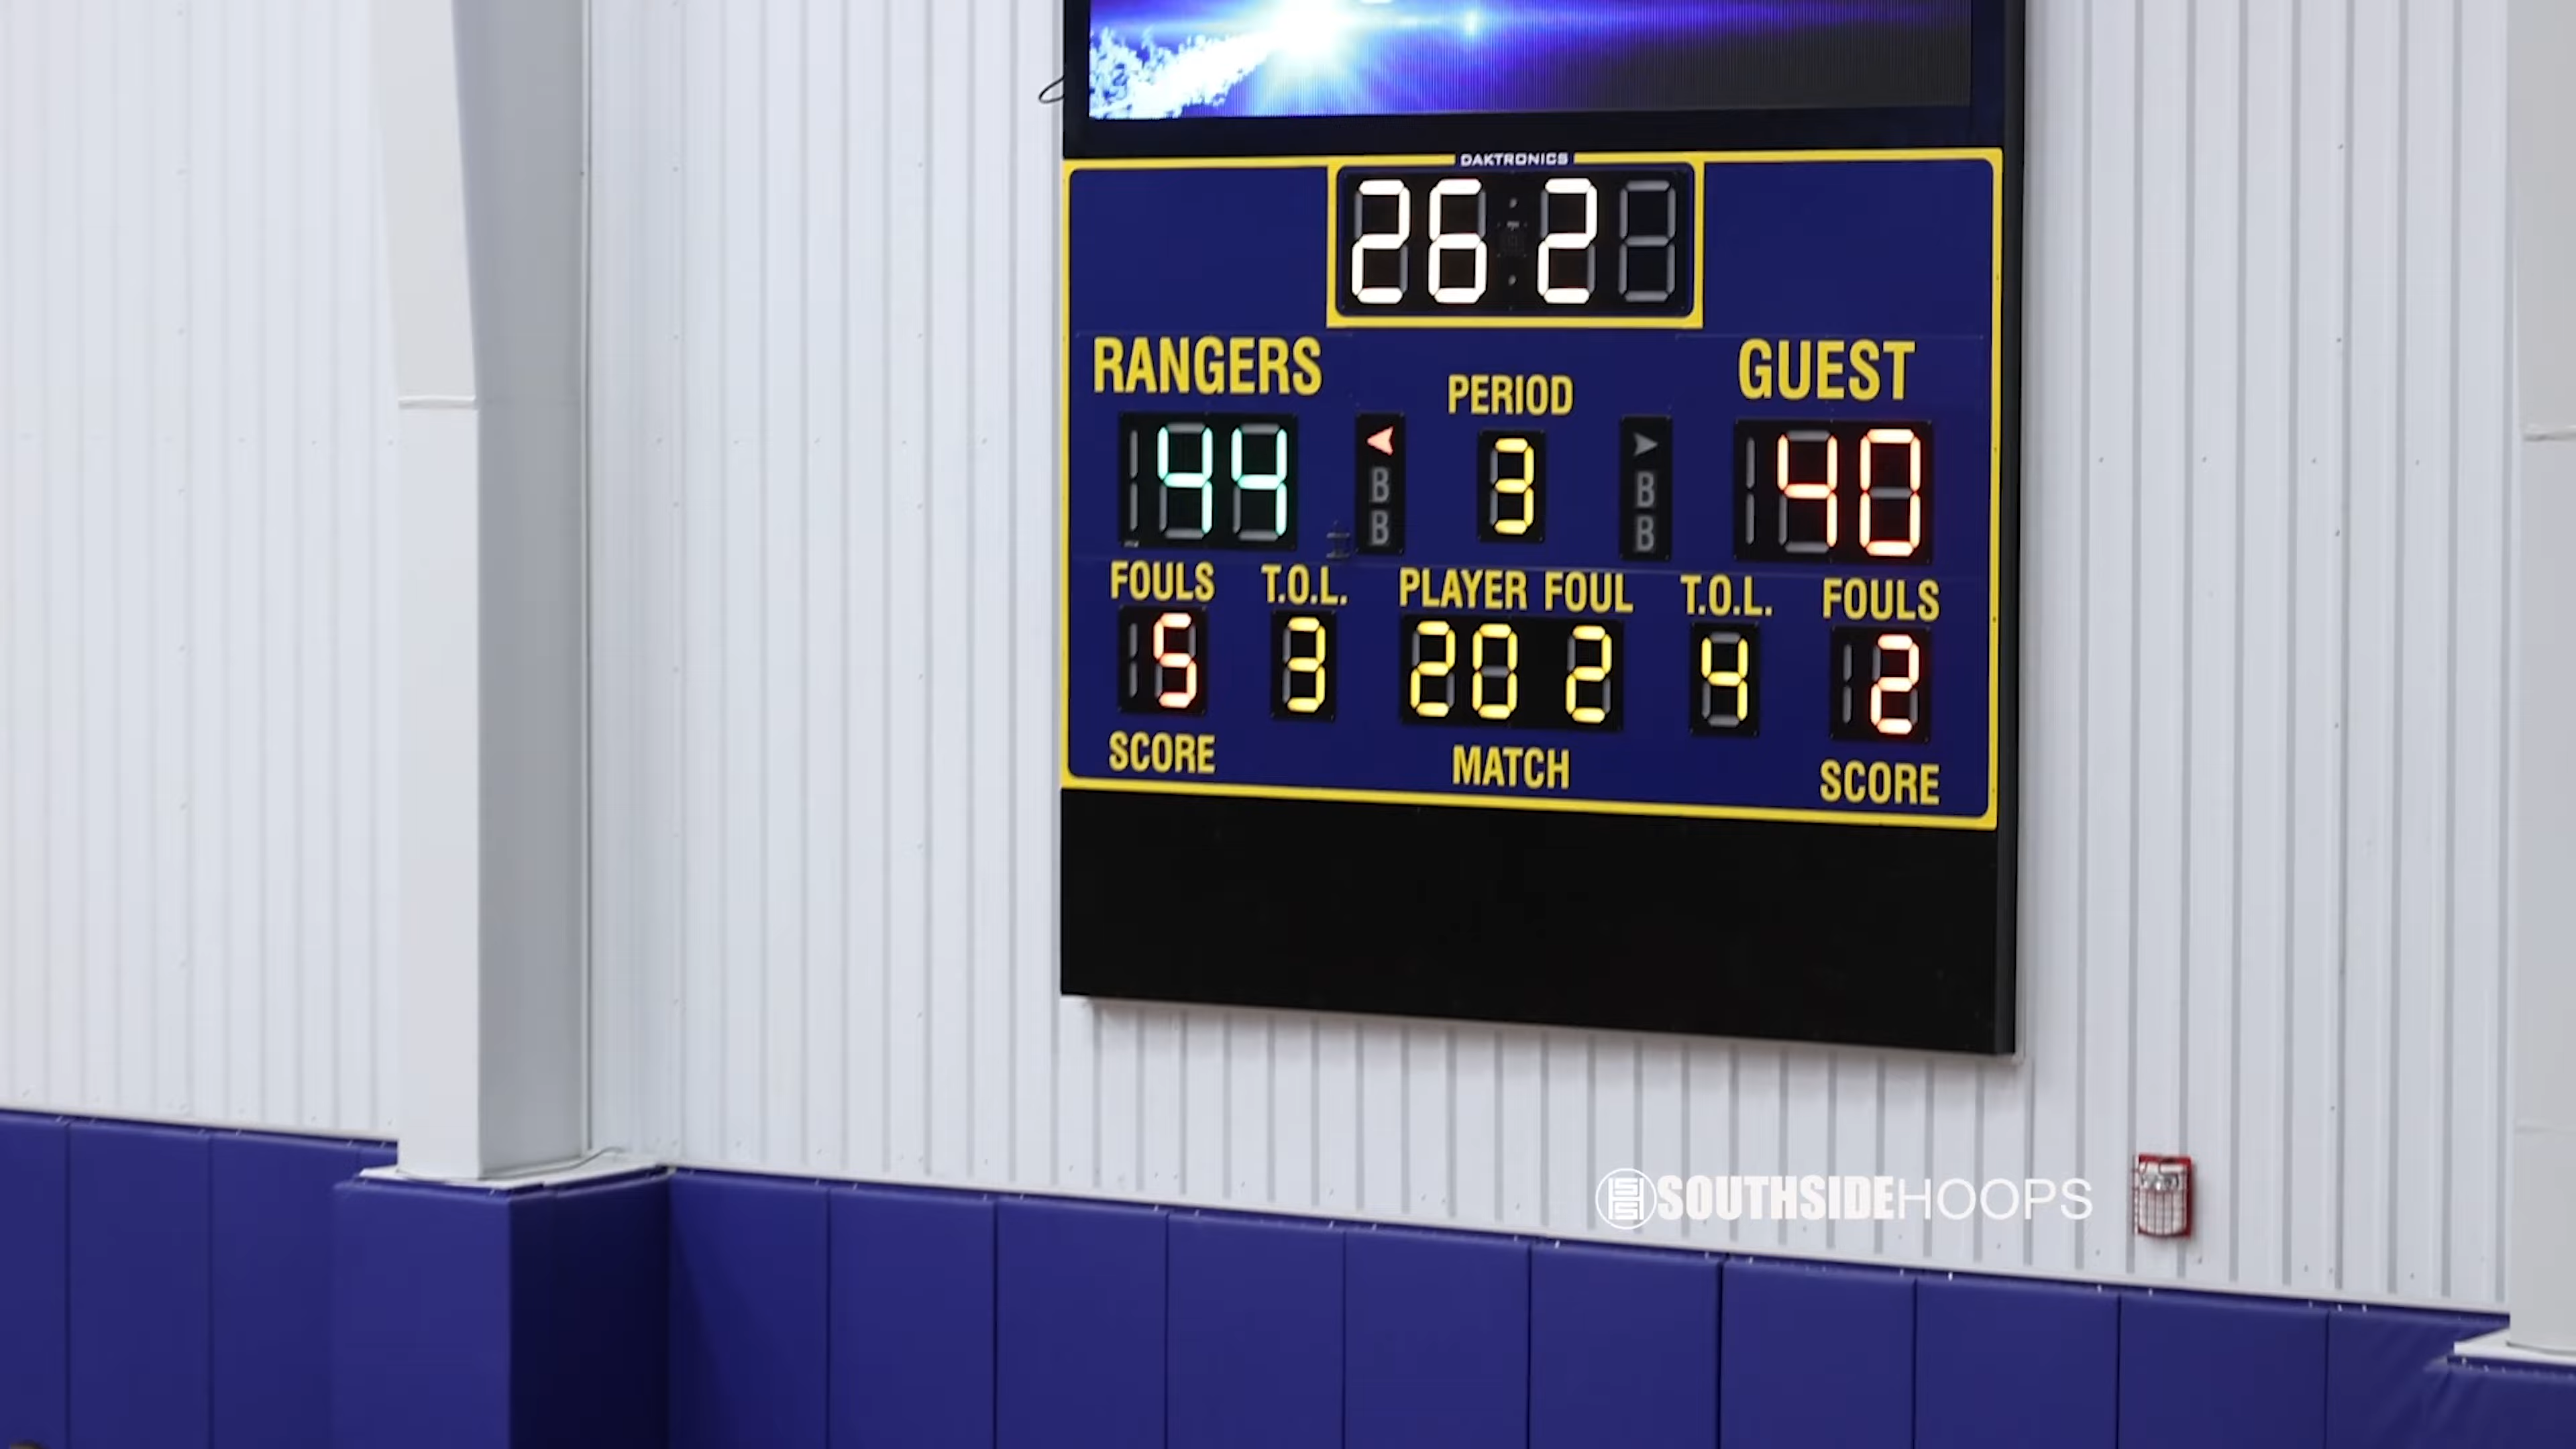 DAKTRONICS
26 2
RANGERS
GUEST
PERIOD
44
3
40
B
B
B
B
FOULS
T.O.L.
PLAYER FOUL
T.O.L.
FOULS
5
3
20 2
4
2
SCORE
MATCH
SCORE
SOUTHSIDEHOOPS